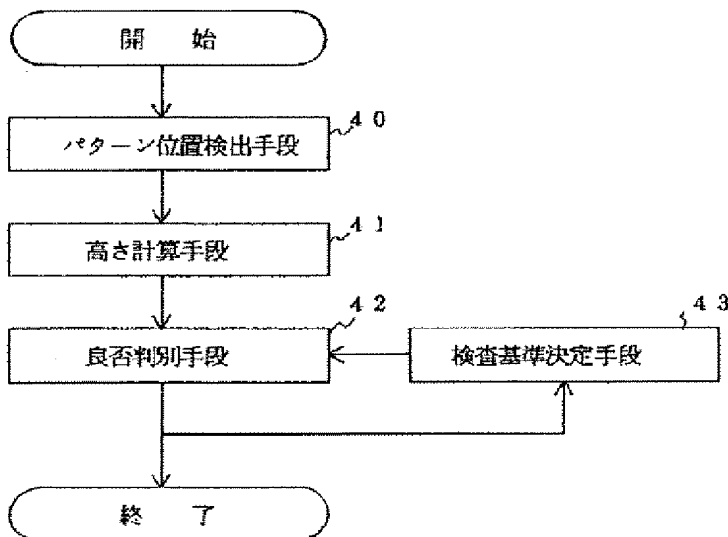 開 始
40
パターン位置検出手段
41
高さ計算手段
42
良否判別手段
43
検査基準決定手段
終 了